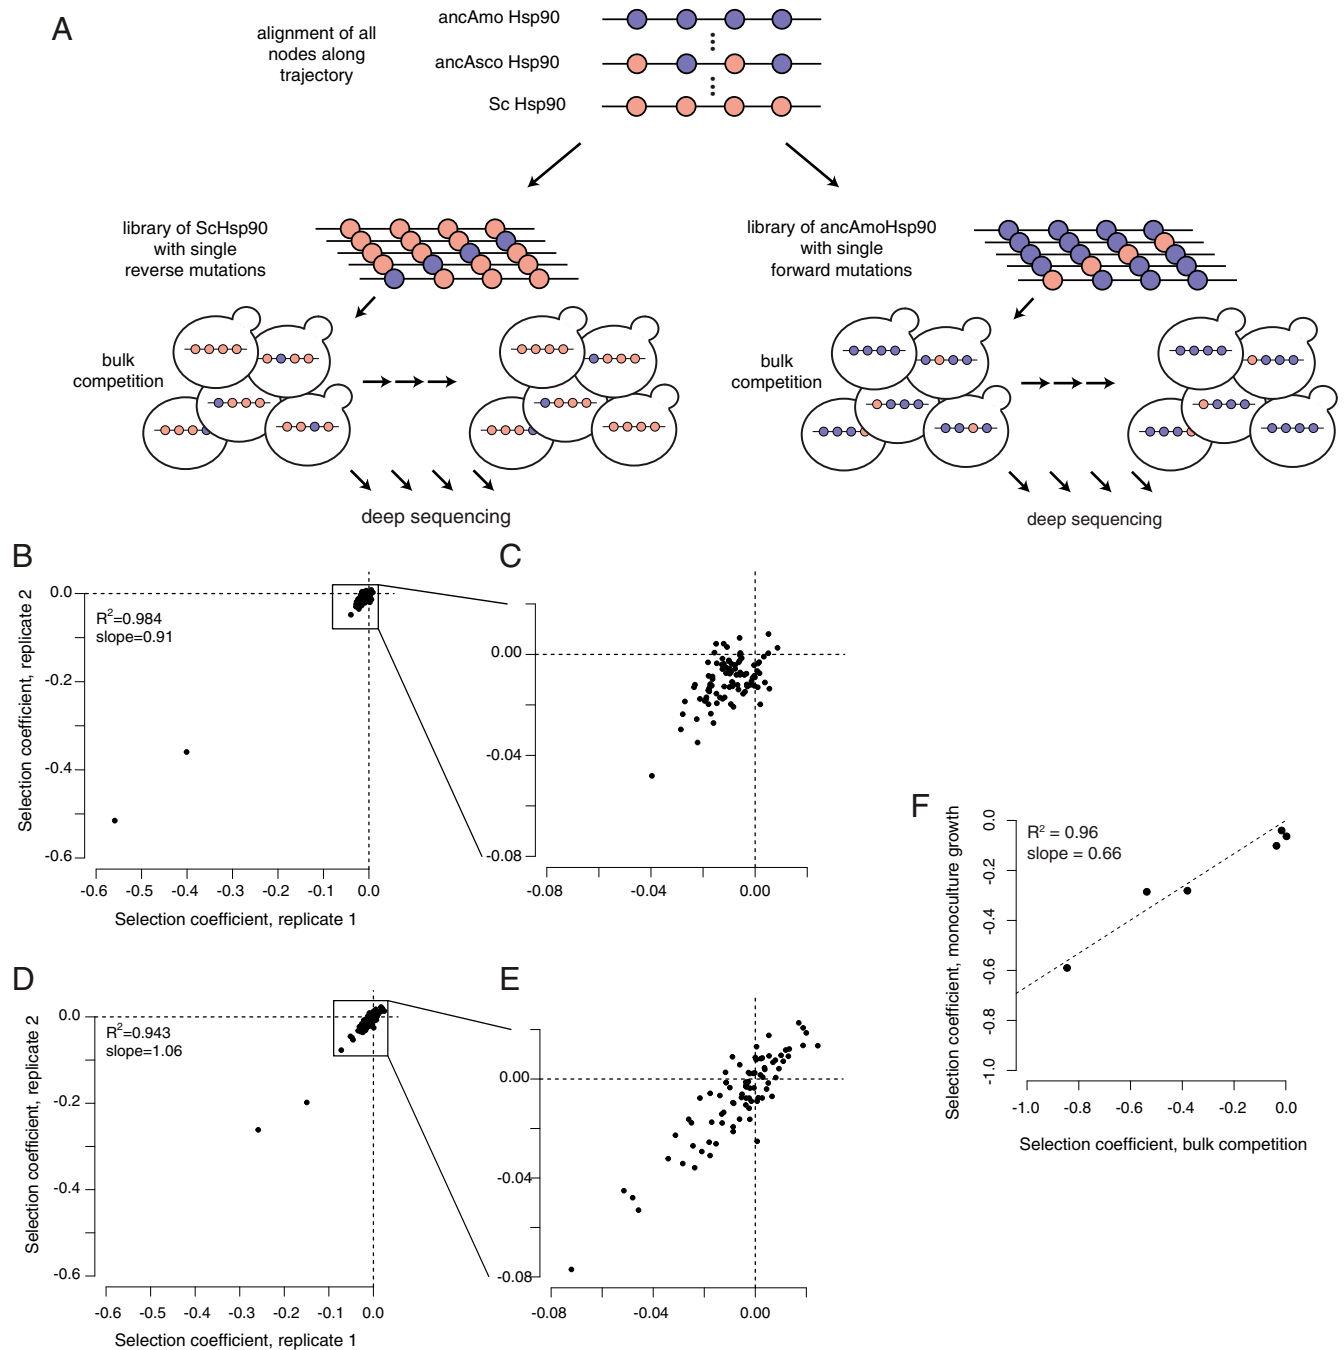 A
alignment of all
nodes along
trajectory
ancAmo Hsp90
ancAsco Hsp90
Sc Hsp90
library of ScHsp90
with single
reverse mutations
library of ancAmoHsp90
with single
forward mutations
bulk
competition
bulk
competition
deep sequencing
deep sequencing
B
R²=0.984
slope=0.91
Selection coefficient, replicate 2
0.0
-0.2
-0.4
-0.6
-0.6 -0.5 -0.4 -0.3 -0.2 -0.1 0.0
Selection coefficient, replicate 1
C
0.00
-0.04
-0.08
-0.08 -0.04 0.00
D
R²=0.943
slope=1.06
Selection coefficient, replicate 2
0.0
-0.2
-0.4
-0.6
-0.6 -0.5 -0.4 -0.3 -0.2 -0.1 0.0
Selection coefficient, replicate 1
E
0.00
-0.04
-0.08
-0.08 -0.04 0.00
F
R² = 0.96
slope = 0.66
Selection coefficient, monoculture growth
0.0
-0.2
-0.4
-0.6
-0.8
-1.0
-1.0 -0.8 -0.6 -0.4 -0.2 0.0
Selection coefficient, bulk competition